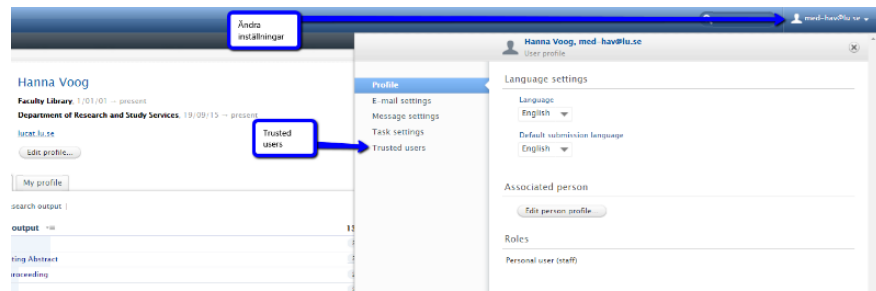 Ändra
inställningar
med-hav@lu.se
Hanna Voog, med-hav@lu.se
User profile
Hanna Voog
Faculty Library, 1/01/01 → present
Department of Research and Study Services, 19/09/15 → present
lucat.lu.se
Edit profile...
Trusted
users
My profile
search output
output
ting Abstract
roceeding
Profile
E-mail settings
Message settings
Task settings
Trusted users
Language settings
Language
English
Default submission language
English
Associated person
Edit person profile...
Roles
Personal user (staff)